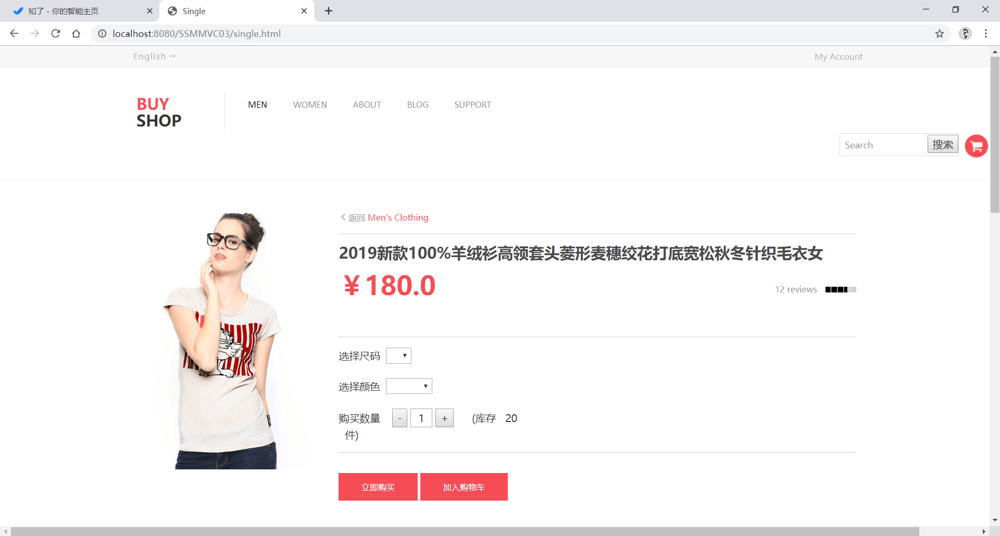 知了 - 你的智能主页
Single
localhost:8080/SSMMVC03/single.html
English ➝
My Account
BUY
SHOP
MEN
WOMEN
ABOUT
BLOG
SUPPORT
Search
搜索
返回 Men's Clothing
2019新款100%羊绒衫高领套头菱形麦穗绞花打底宽松秋冬针织毛衣女
¥180.0
12 reviews
选择尺码
选择颜色
购买数量 - 1 + (库存 20
件)
立即购买
加入购物车